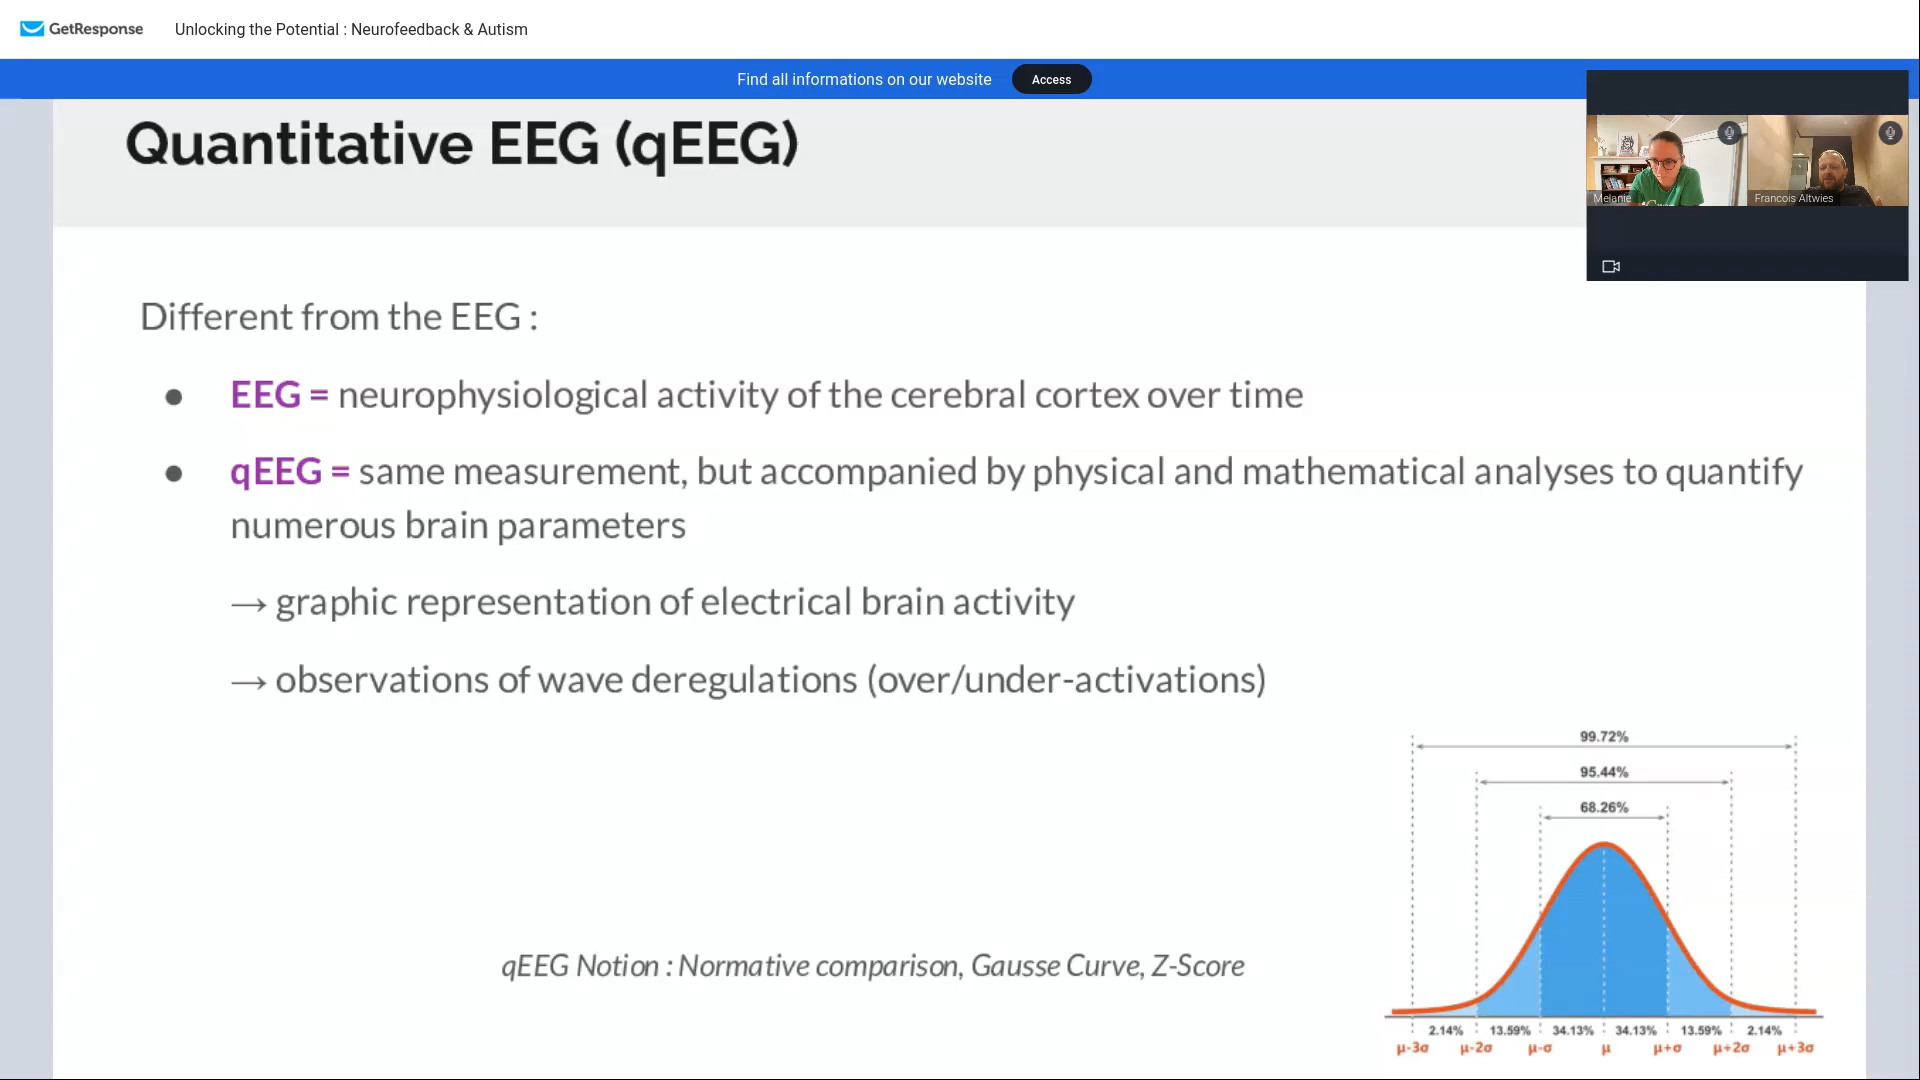 GetResponse
Unlocking the Potential : Neurofeedback & Autism
Find all informations on our website
Access
Quantitative EEG (qEEG)
Melanie
Francois Altwies
Different from the EEG :
● EEG = neurophysiological activity of the cerebral cortex over time
● qEEG = same measurement, but accompanied by physical and mathematical analyses to quantify
numerous brain parameters
→ graphic representation of electrical brain activity
→ observations of wave deregulations (over/under-activations)
99.72%
95.44%
68.26%
qEEG Notion : Normative comparison, Gausse Curve, Z-Score
2.14% 13.59% 34.13% 34.13% 13.59% 2.14%
μ-3σ μ-2σ μ-σ μ μ+σ μ+2σ μ+3σ